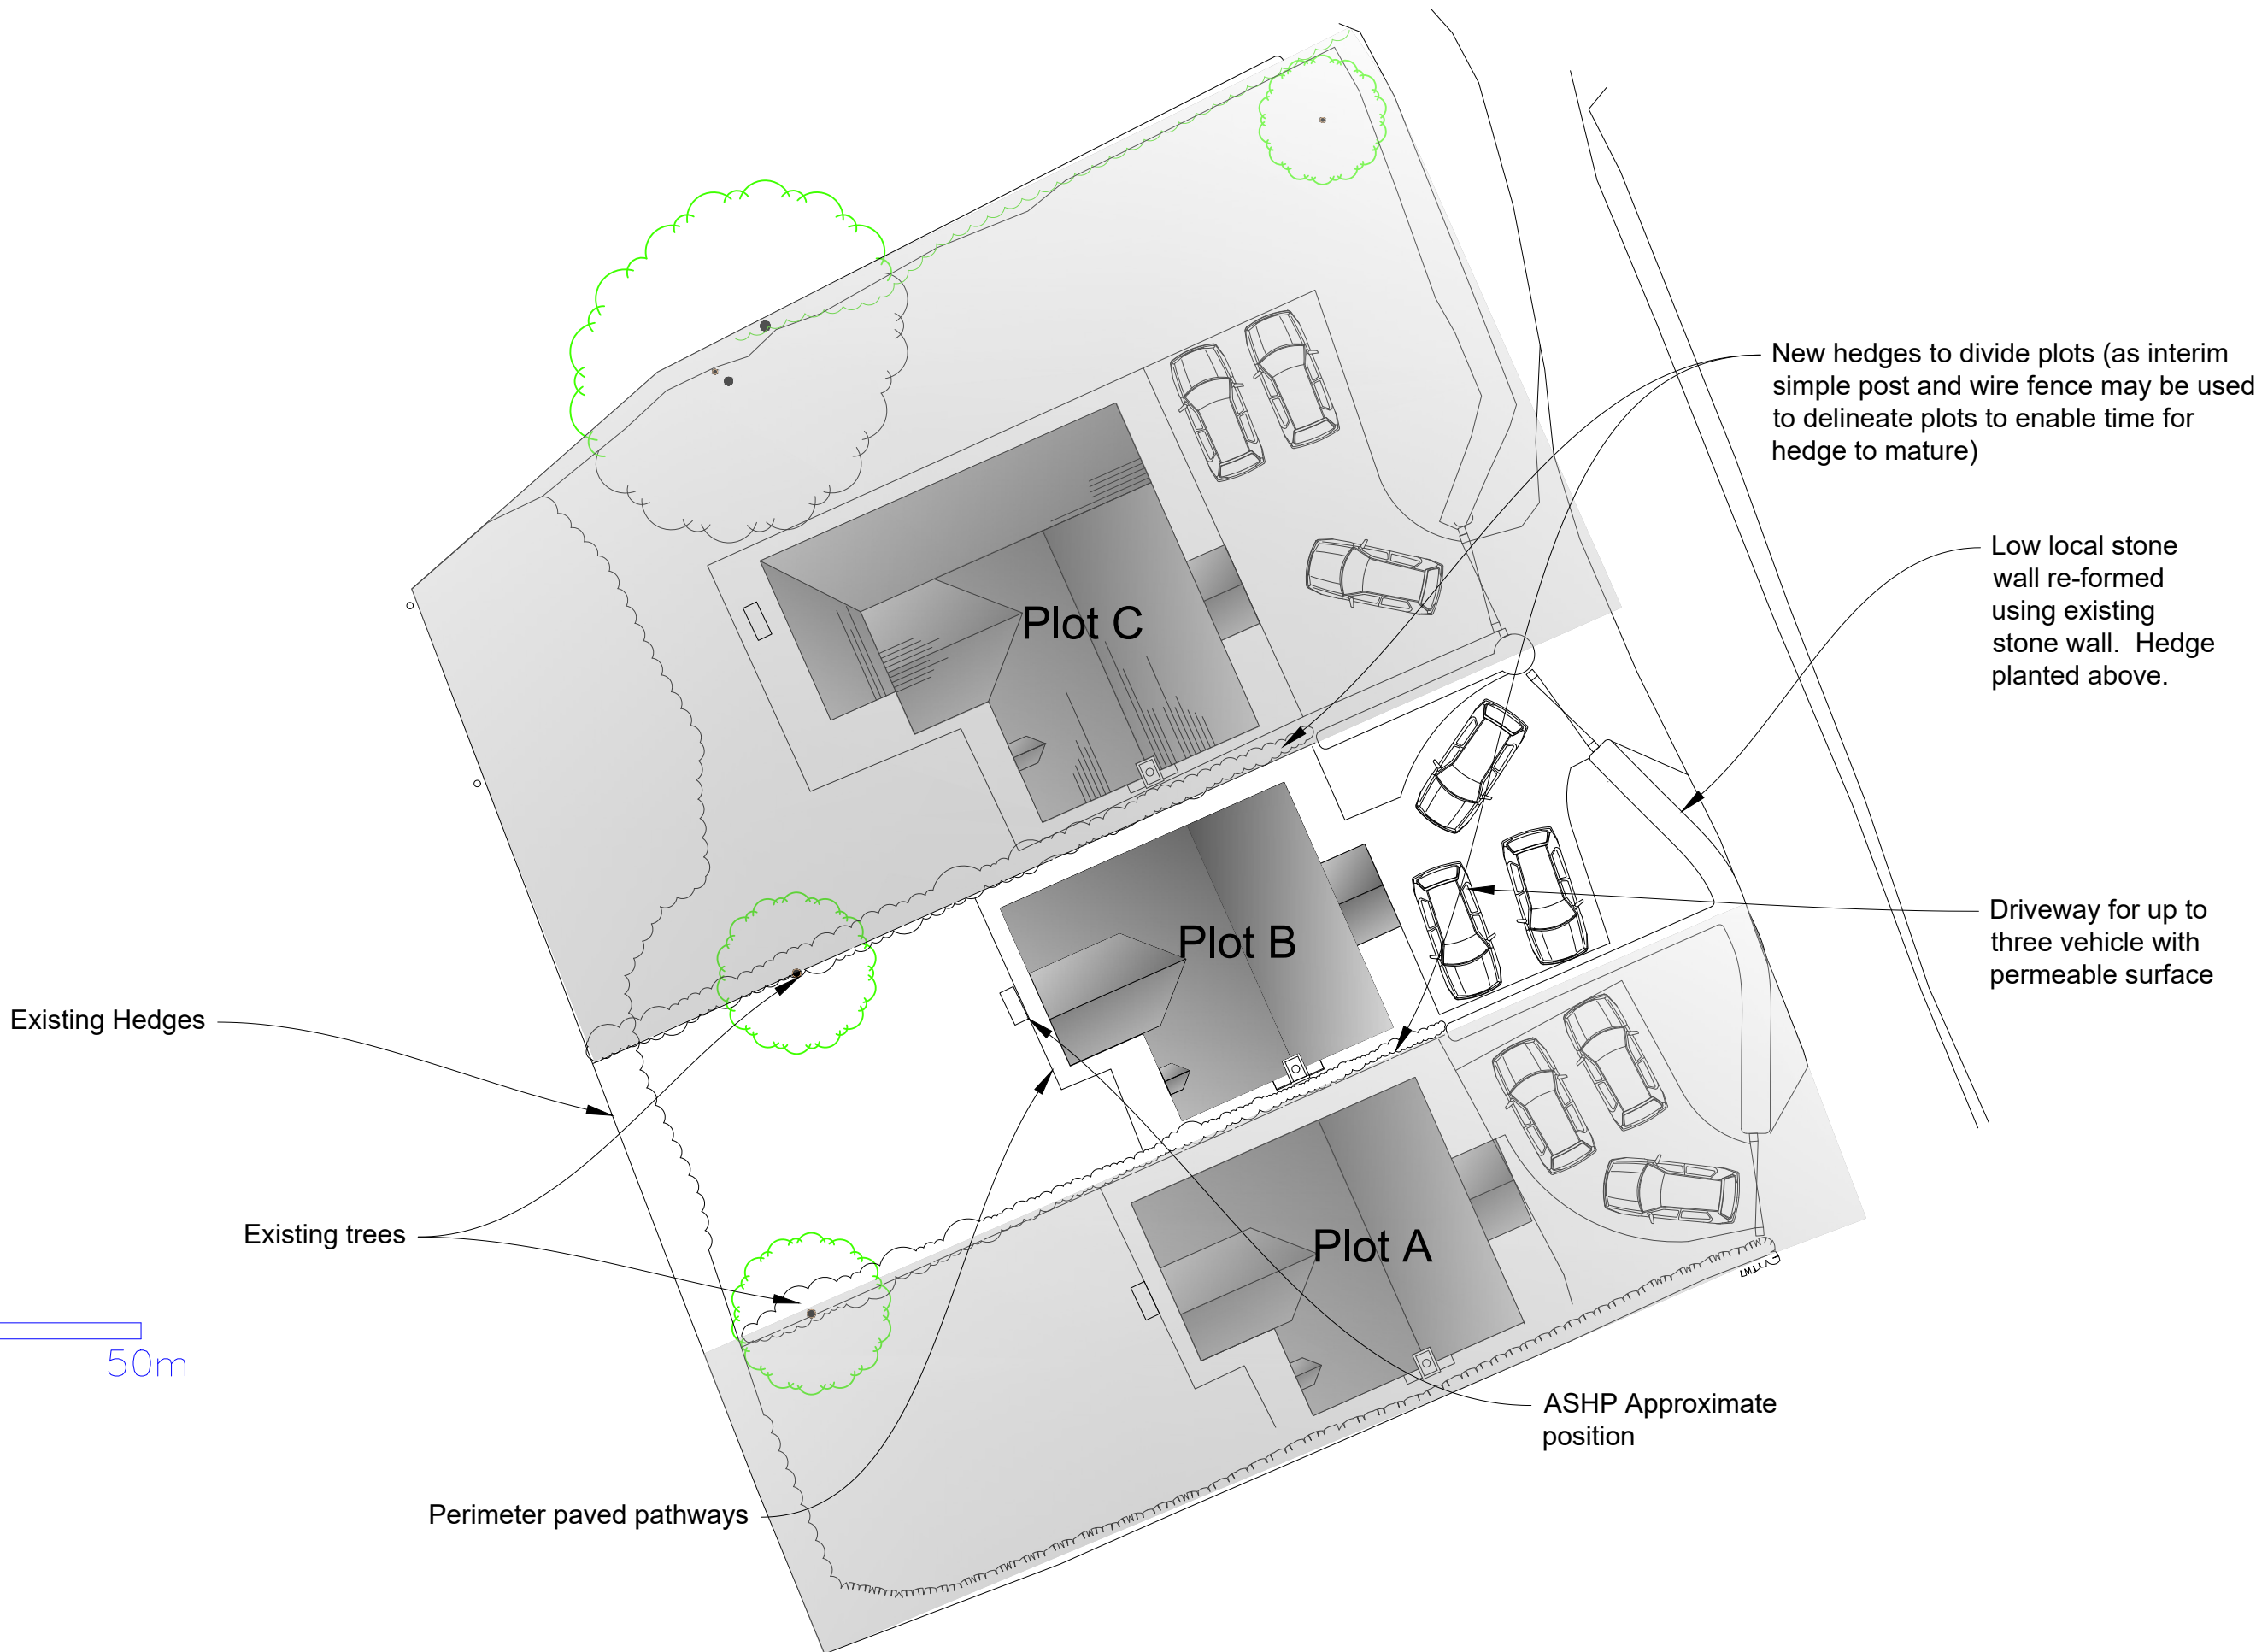 New hedges to divide plots (as interim
simple post and wire fence may be used
to delineate plots to enable time for
hedge to mature)
Low local stone
wall re-formed
using existing
stone wall.  Hedge
planted above.
Plot C
Driveway for up to
three vehicle with
permeable surface
Plot B
Existing Hedges
Existing trees
Plot A
50m
ASHP Approximate
position
Perimeter paved pathways